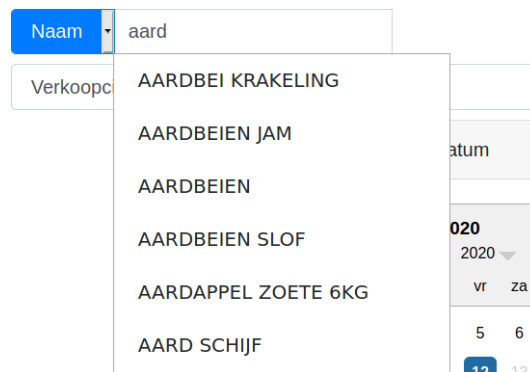 Naam aard
AARDBEI KRAKELING
Verkoopc
AARDBEIEN JAM
atum
AARDBEIEN
020
AARDBEIEN SLOF
2020
AARDAPPEL ZOETE 6KG
vr za
5 6
AARD SCHIJF
12 13